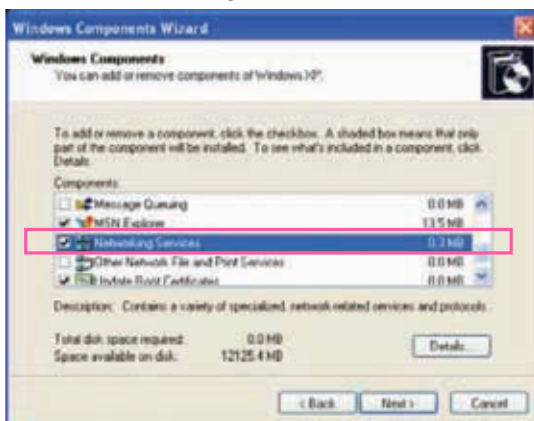 Windows Components Wizard
Windows Components
You can add or remove components of Windows XP.
To add or remove a component, click the checkbox. A shaded box means that only
part of the component will be installed. To see what's included in a component, click
Details.
Components:
Message Queuing 0.0 MB
MSN Explorer 13.5 MB
Networking Services 0.3 MB
Other Network File and Print Services 0.0 MB
Update Root Certificates 0.0 MB
Description: Contains a variety of specialized, network-related services and protocols.
Total disk space required: 0.0 MB
Space available on disk: 12125.4 MB
Details...
< Back
Next >
Cancel